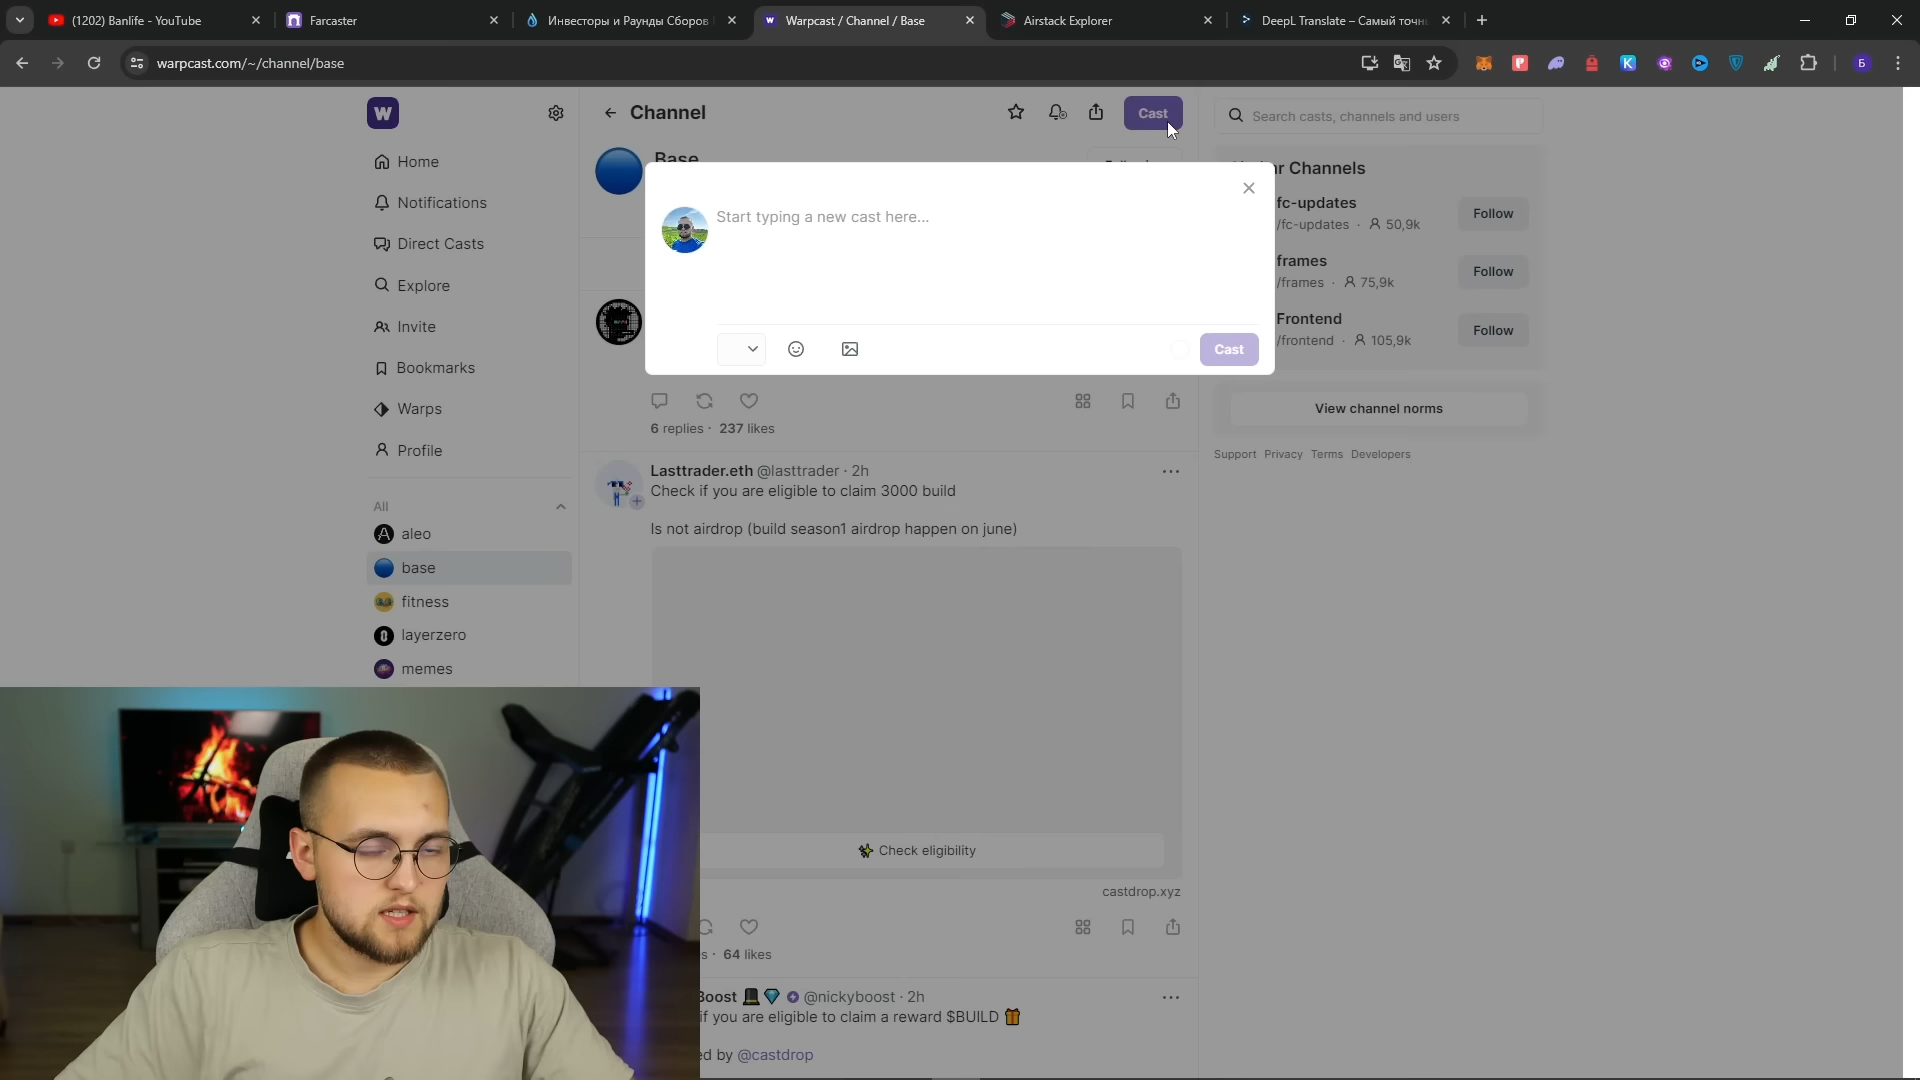 (1202) Banlife - YouTube
Farcaster
Инвесторы и Раунды Сборов
Warpcast / Channel / Base
Airstack Explorer
DeepL Translate – Самый точн
warpcast.com/~/channel/base
Б
W
Home
Notifications
Direct Casts
Explore
Invite
Bookmarks
Warps
Profile
All
aleo
base
fitness
layerzero
memes
Channel
Cast
Base
Start typing a new cast here...
Cast
6 replies · 237 likes
Lasttrader.eth @lasttrader · 2h
Check if you are eligible to claim 3000 build
Is not airdrop (build season1 airdrop happen on june)
Check eligibility
castdrop.xyz
64 likes
Boost @nickyboost · 2h
if you are eligible to claim a reward $BUILD
ed by @castdrop
Search casts, channels and users
Channels
fc-updates
/fc-updates · 50,9k
Follow
frames
/frames · 75,9k
Follow
Frontend
/frontend · 105,9k
Follow
View channel norms
Support Privacy Terms Developers